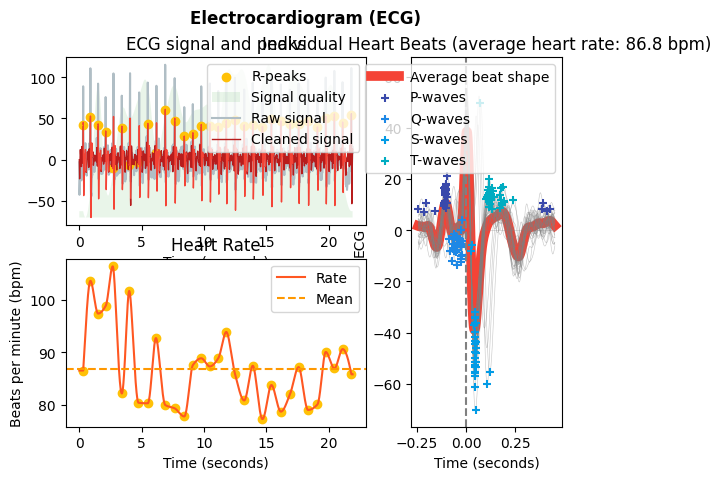 Electrocardiogram (ECG)
ECG signal and peaks
Individual Heart Beats (average heart rate: 86.8 bpm)
100
50
0
−50
R-peaks
Signal quality
Raw signal
Cleaned signal
0
5
10
15
20
Time (seconds)
Heart Rate
Beats per minute (bpm)
100
90
80
Rate
Mean
0
5
10
15
20
Time (seconds)
ECG
20
0
−20
−40
−60
Average beat shape
P-waves
Q-waves
S-waves
T-waves
−0.25
0.00
0.25
Time (seconds)